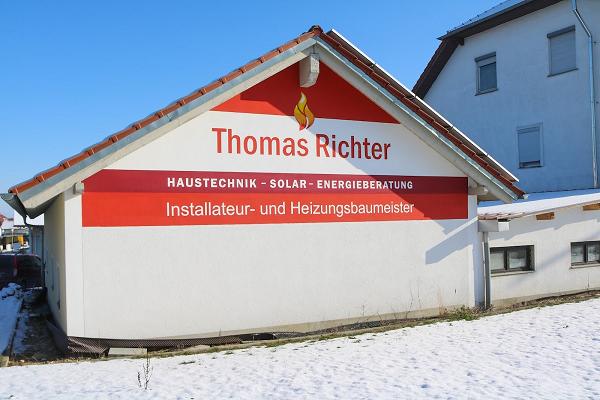 Thomas Richter
HAUSTECHNIK – SOLAR – ENERGIEBERATUNG
Installateur- und Heizungsbaumeister